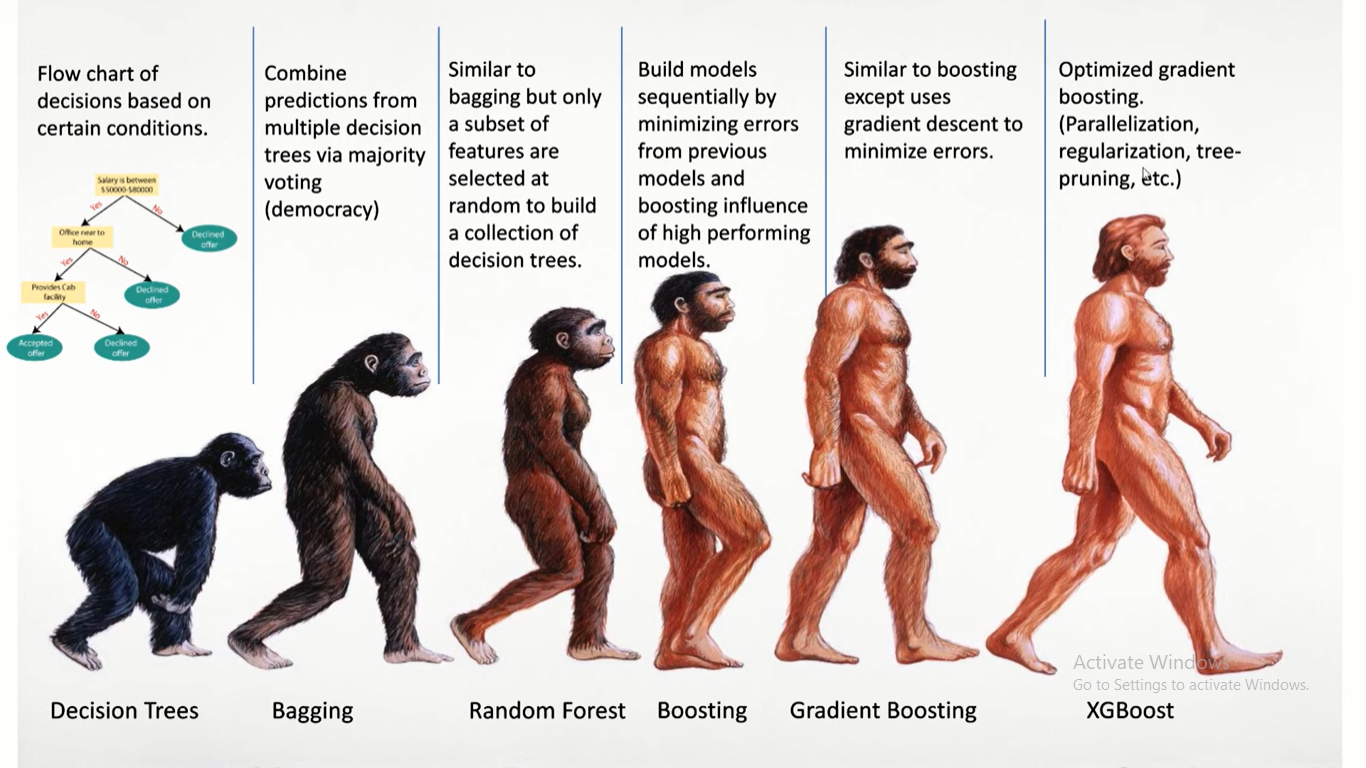 Flow chart of
decisions based on
certain conditions.
Salary is between
$50000-$80000
Yes
No
Office near to
home
Declined
offer
Yes
No
Provides Cab
facility
Declined
offer
Yes
No
Accepted
offer
Declined
offer
Combine
predictions from
multiple decision
trees via majority
voting
(democracy)
Similar to
bagging but only
a subset of
features are
selected at
random to build
a collection of
decision trees.
Build models
sequentially by
minimizing errors
from previous
models and
boosting influence
of high performing
models.
Similar to boosting
except uses
gradient descent to
minimize errors.
Optimized gradient
boosting.
(Parallelization,
regularization, tree-
pruning, etc.)
Decision Trees
Bagging
Random Forest
Boosting
Gradient Boosting
XGBoost
Activate Windows
Go to Settings to activate Windows.